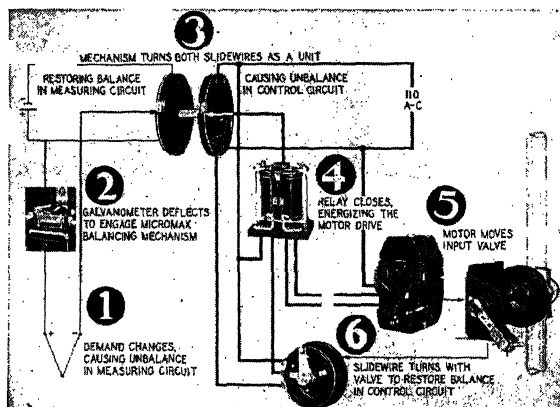 3
MECHANISM TURNS BOTH SLIDEWIRES AS A UNIT
RESTORING BALANCE
IN MEASURING CIRCUIT
CAUSING UNBALANCE
IN CONTROL CIRCUIT
110
A-C
2
GALVANOMETER DEFLECTS
TO ENGAGE MICROMAX
BALANCING MECHANISM
4
RELAY CLOSES,
ENERGIZING THE
MOTOR DRIVE
5
MOTOR MOVES
INPUT VALVE
1
DEMAND CHANGES,
CAUSING UNBALANCE
IN MEASURING CIRCUIT
6
SLIDEWIRE TURNS WITH
VALVE TO RESTORE BALANCE
IN CONTROL CIRCUIT